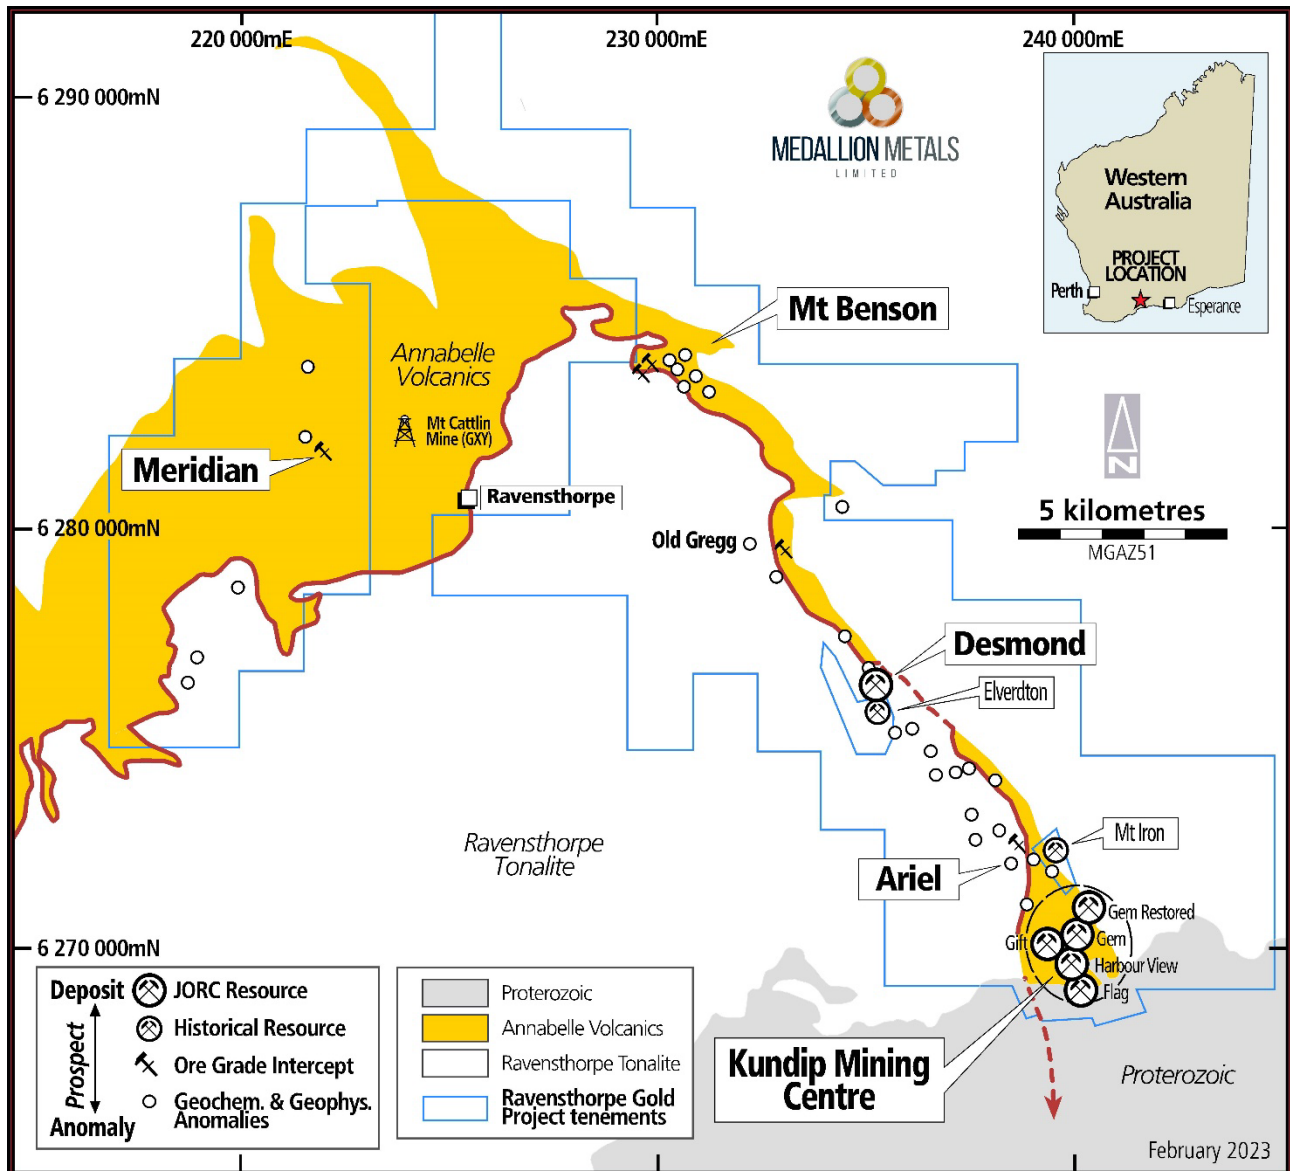 220 000mE
230 000mE
240 000mE
6 290 000mN
MEDALLION METALS
LIMITED
Western
Australia
PROJECT
LOCATION
Perth
Esperance
Mt Benson
Annabelle
Volcanics
Mt Cattlin
Mine (GXY)
Meridian
Ravensthorpe
N
5 kilometres
MGAZ51
6 280 000mN
Old Gregg
Desmond
Elverdton
Ravensthorpe
Tonalite
Mt Iron
Ariel
Gem Restored
Gift
Gem
Harbour View
Flag
6 270 000mN
Kundip Mining
Centre
Proterozoic
Deposit
JORC Resource
Historical Resource
Prospect
Ore Grade Intercept
Geochem. & Geophys.
Anomalies
Anomaly
Proterozoic
Annabelle Volcanics
Ravensthorpe Tonalite
Ravensthorpe Gold
Project tenements
February 2023